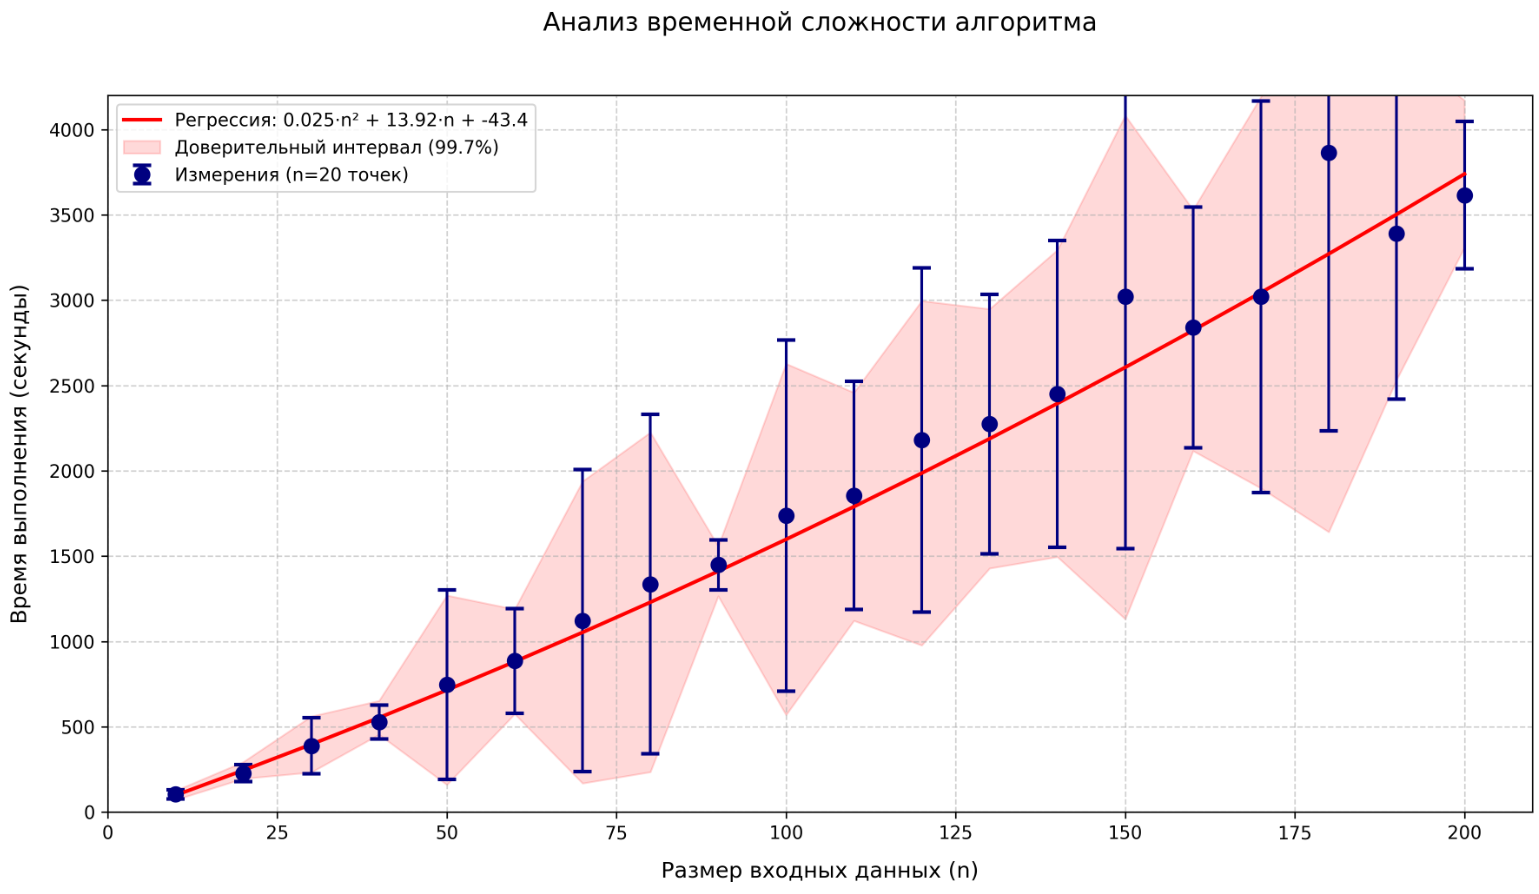 Анализ временной сложности алгоритма
Регрессия: 0.025·n² + 13.92·n + -43.4
Доверительный интервал (99.7%)
Измерения (n=20 точек)
Время выполнения (секунды)
4000
3500
3000
2500
2000
1500
1000
500
0
0 25 50 75 100 125 150 175 200
Размер входных данных (n)